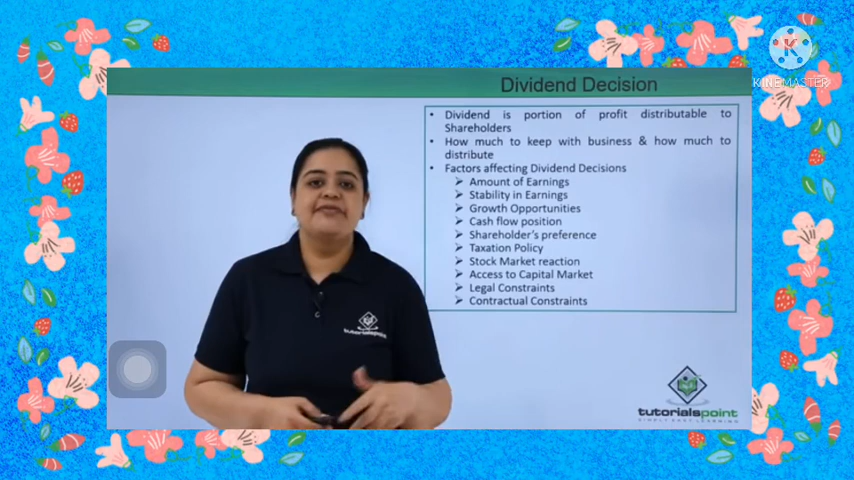 KINEMASTER
Dividend Decision
• Dividend is portion of profit distributable to
Shareholders
• How much to keep with business & how much to
distribute
• Factors affecting Dividend Decisions
➢ Amount of Earnings
➢ Stability in Earnings
➢ Growth Opportunities
➢ Cash flow position
➢ Shareholder's preference
➢ Taxation Policy
➢ Stock Market reaction
➢ Access to Capital Market
➢ Legal Constraints
➢ Contractual Constraints
tutorialspoint
tutorialspoint
SIMPLY EASY LEARNING